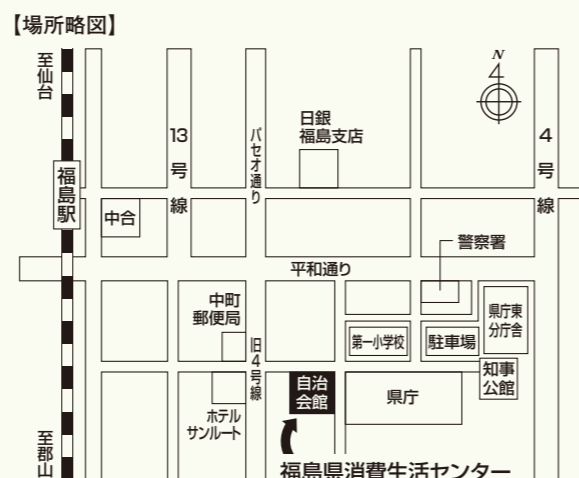 【場所略図】
至仙台
N
日銀
福島支店
13号線
パセオ通り
4号線
福島駅
中合
警察署
平和通り
中町
郵便局
県庁東
分庁舎
旧4号線
第一小学校
駐車場
知事
公館
自治
会館
県庁
ホテル
サンルート
至郡山
福島県消費生活センター